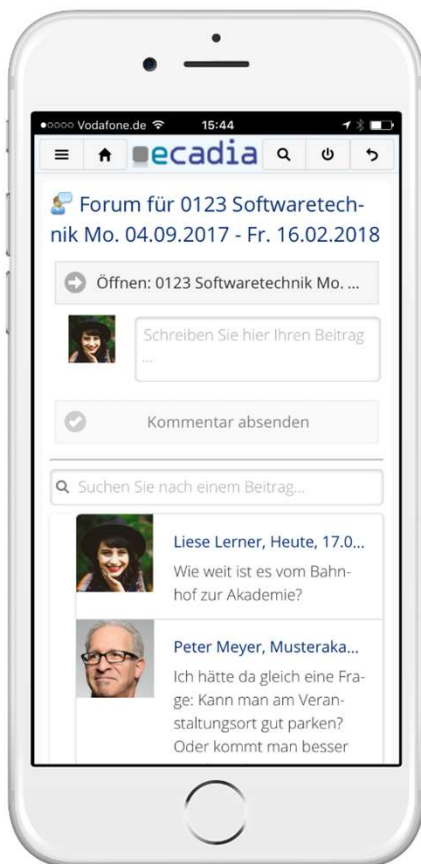 Vodafone.de 15:44
ecadia
Forum für 0123 Softwaretech-
nik Mo. 04.09.2017 - Fr. 16.02.2018
Öffnen: 0123 Softwaretechnik Mo. ...
Schreiben Sie hier Ihren Beitrag
...
Kommentar absenden
Suchen Sie nach einem Beitrag...
Liese Lerner, Heute, 17.0...
Wie weit ist es vom Bahn-
hof zur Akademie?
Peter Meyer, Musteraka...
Ich hätte da gleich eine Fra-
ge: Kann man am Veran-
staltungsort gut parken?
Oder kommt man besser